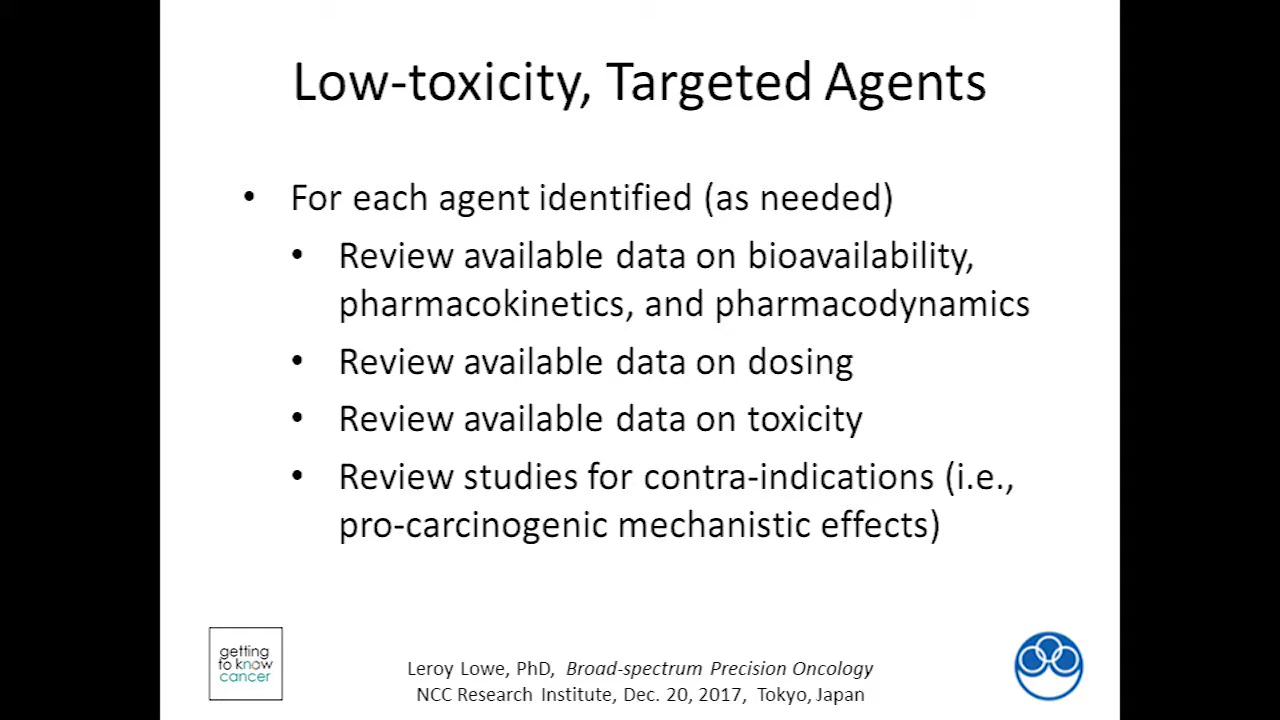 Low-toxicity, Targeted Agents
• For each agent identified (as needed)
• Review available data on bioavailability,
pharmacokinetics, and pharmacodynamics
• Review available data on dosing
• Review available data on toxicity
• Review studies for contra-indications (i.e.,
pro-carcinogenic mechanistic effects)
getting
to know
cancer
Leroy Lowe, PhD, Broad-spectrum Precision Oncology
NCC Research Institute, Dec. 20, 2017, Tokyo, Japan